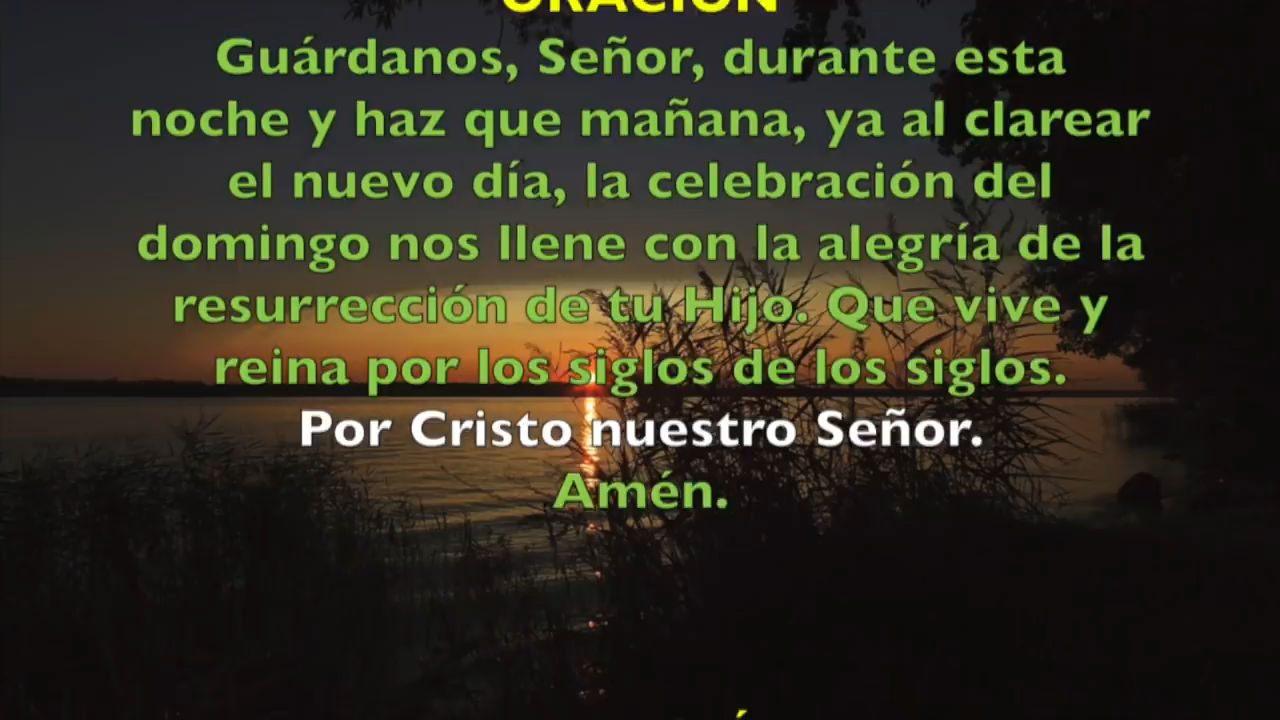 ORACIÓN
Guárdanos, Señor, durante esta
noche y haz que mañana, ya al clarear
el nuevo día, la celebración del
domingo nos llene con la alegría de la
resurrección de tu Hijo. Que vive y
reina por los siglos de los siglos.
Por Cristo nuestro Señor.
Amén.